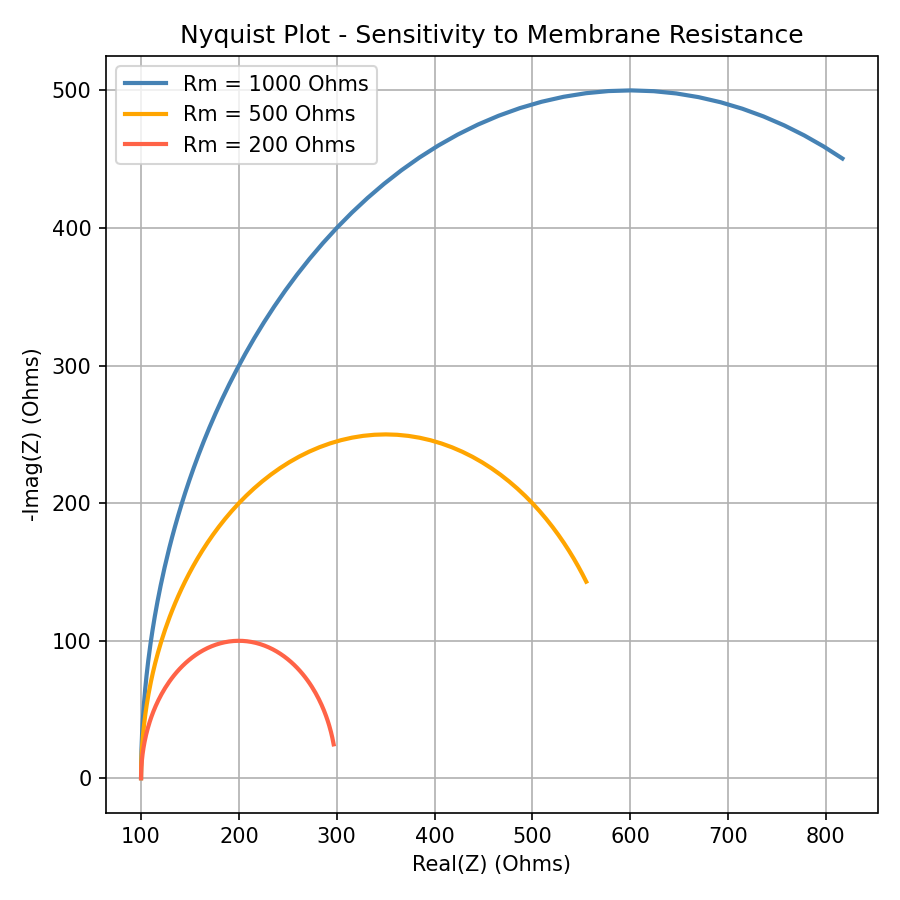 Nyquist Plot - Sensitivity to Membrane Resistance
Rm = 1000 Ohms
Rm = 500 Ohms
Rm = 200 Ohms
500
400
300
200
100
0
-Imag(Z) (Ohms)
100 200 300 400 500 600 700 800
Real(Z) (Ohms)